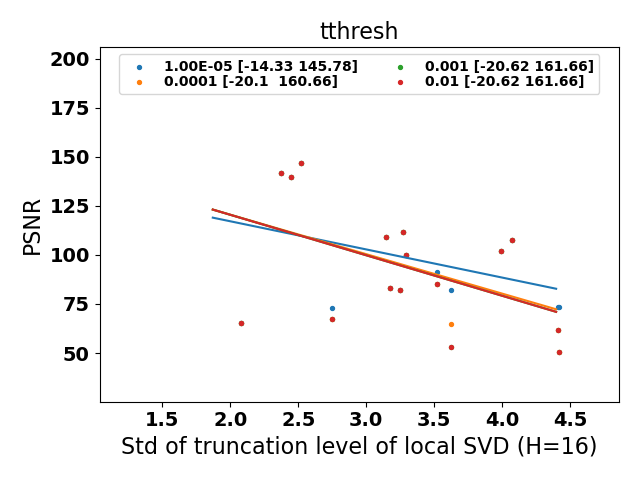 tthresh
1.00E-05 [-14.33 145.78]
0.0001 [-20.1  160.66]
0.001 [-20.62 161.66]
0.01 [-20.62 161.66]
PSNR
200
175
150
125
100
75
50
1.5 2.0 2.5 3.0 3.5 4.0 4.5
Std of truncation level of local SVD (H=16)